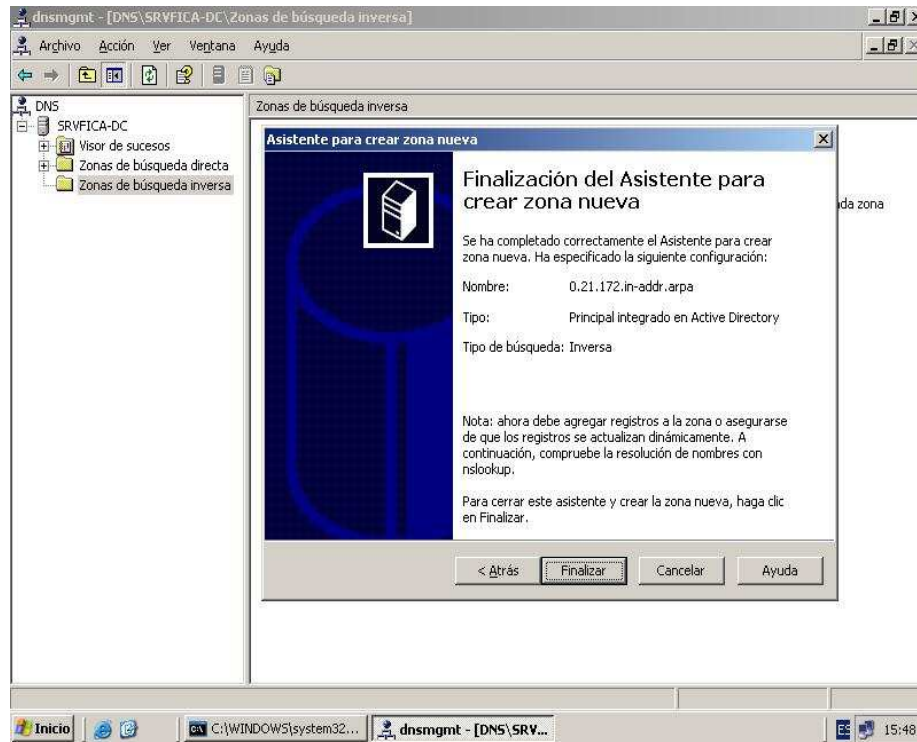 dnsmgmt - [DNS\SRVFICA-DC\Zonas de búsqueda inversa]
Archivo Acción Ver Ventana Ayuda
DNS
SRVFICA-DC
Visor de sucesos
Zonas de búsqueda directa
Zonas de búsqueda inversa
Zonas de búsqueda inversa
da zona
Asistente para crear zona nueva
Finalización del Asistente para
crear zona nueva
Se ha completado correctamente el Asistente para crear
zona nueva. Ha especificado la siguiente configuración:
Nombre: 0.21.172.in-addr.arpa
Tipo: Principal integrado en Active Directory
Tipo de búsqueda: Inversa
Nota: ahora debe agregar registros a la zona o asegurarse
de que los registros se actualizan dinámicamente. A
continuación, compruebe la resolución de nombres con
nslookup.
Para cerrar este asistente y crear la zona nueva, haga clic
en Finalizar.
< Atrás Finalizar Cancelar Ayuda
Inicio C:\WINDOWS\system32... dnsmgmt - [DNS\SRV... ES 15:48